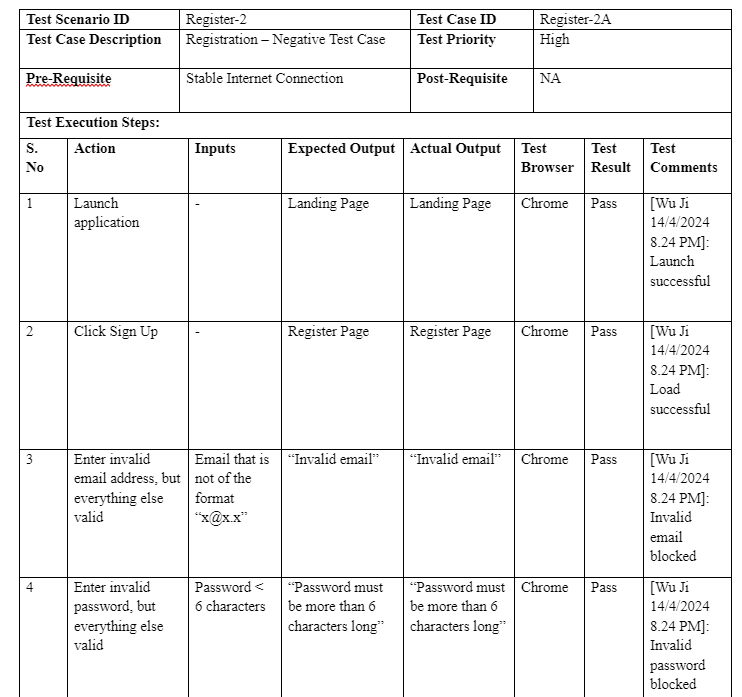 Test Scenario ID Register-2 Test Case ID Register-2A
Test Case Description Registration – Negative Test Case Test Priority High
Pre-Requisite Stable Internet Connection Post-Requisite NA
Test Execution Steps:
S. Action Inputs Expected Output Actual Output Test Test Test
No Browser Result Comments
1 Launch - Landing Page Landing Page Chrome Pass [Wu Ji
application 14/4/2024
8.24 PM]:
Launch
successful
2 Click Sign Up - Register Page Register Page Chrome Pass [Wu Ji
14/4/2024
8.24 PM]:
Load
successful
3 Enter invalid Email that is “Invalid email” “Invalid email” Chrome Pass [Wu Ji
email address, but not of the 14/4/2024
everything else format 8.24 PM]:
valid “x@x.x” Invalid
email
blocked
4 Enter invalid Password < “Password must “Password must Chrome Pass [Wu Ji
password, but 6 characters be more than 6 be more than 6 14/4/2024
everything else characters long” characters long” 8.24 PM]:
valid Invalid
password
blocked